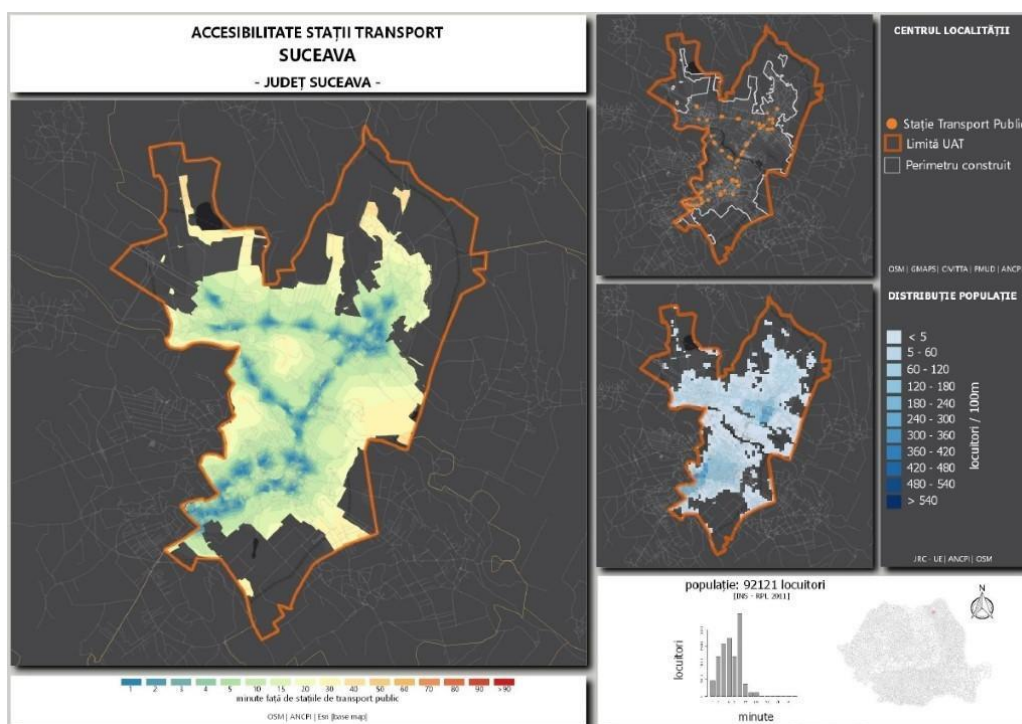 ACCESIBILITATE STAȚII TRANSPORT
SUCEAVA
- JUDEȚ SUCEAVA -
1 2 3 4 5 10 15 20 30 40 50 60 70 80 90 >90
minute față de stațiile de transport public
OSM | ANCPI | Esri [base map]
CENTRUL LOCALITĂȚII
Stație Transport Public
Limită UAT
Perimetru construit
OSM | GMAPS | CIVITTA | PMUD | ANCPI
DISTRIBUȚIE POPULAȚIE
< 5
5 - 60
60 - 120
120 - 180
180 - 240
240 - 300
300 - 360
360 - 420
420 - 480
480 - 540
> 540
locuitori / 100m
JRC - UE | ANCPI | OSM
populație: 92121 locuitori
[INS - RPL 2011]
locuitori
minute
N